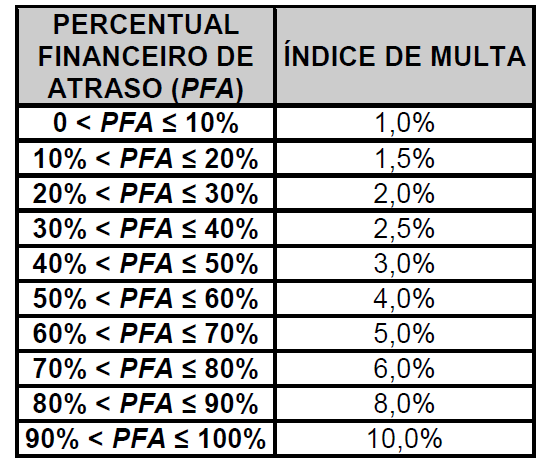 PERCENTUAL
FINANCEIRO DE
ATRASO (PFA)
ÍNDICE DE MULTA
0 < PFA ≤ 10% 1,0%
10% < PFA ≤ 20% 1,5%
20% < PFA ≤ 30% 2,0%
30% < PFA ≤ 40% 2,5%
40% < PFA ≤ 50% 3,0%
50% < PFA ≤ 60% 4,0%
60% < PFA ≤ 70% 5,0%
70% < PFA ≤ 80% 6,0%
80% < PFA ≤ 90% 8,0%
90% < PFA ≤ 100% 10,0%